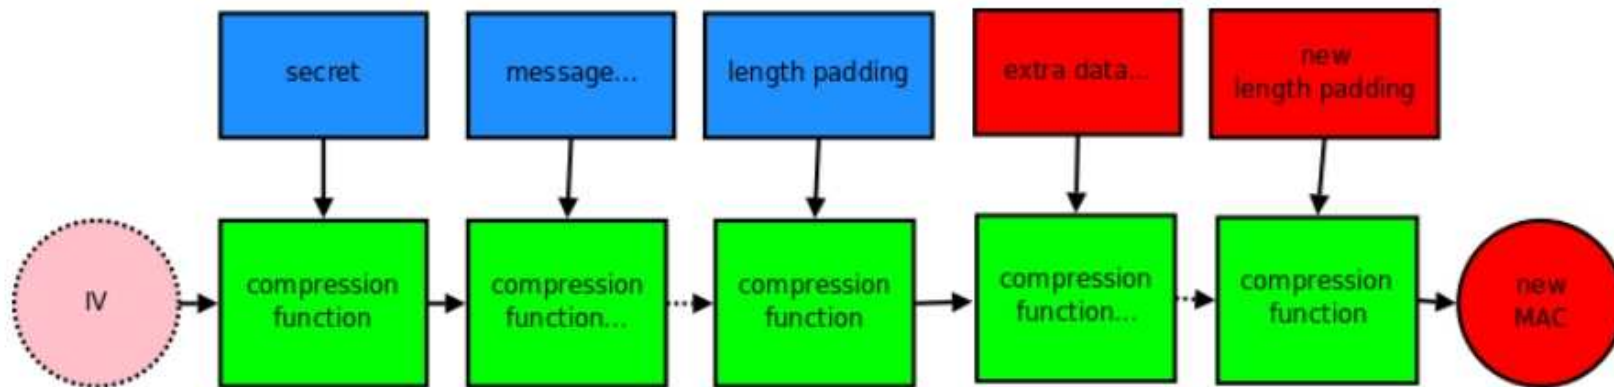 secret
message...
length padding
extra data...
new
length padding
IV
compression
function
compression
function...
compression
function
compression
function...
compression
function
new
MAC